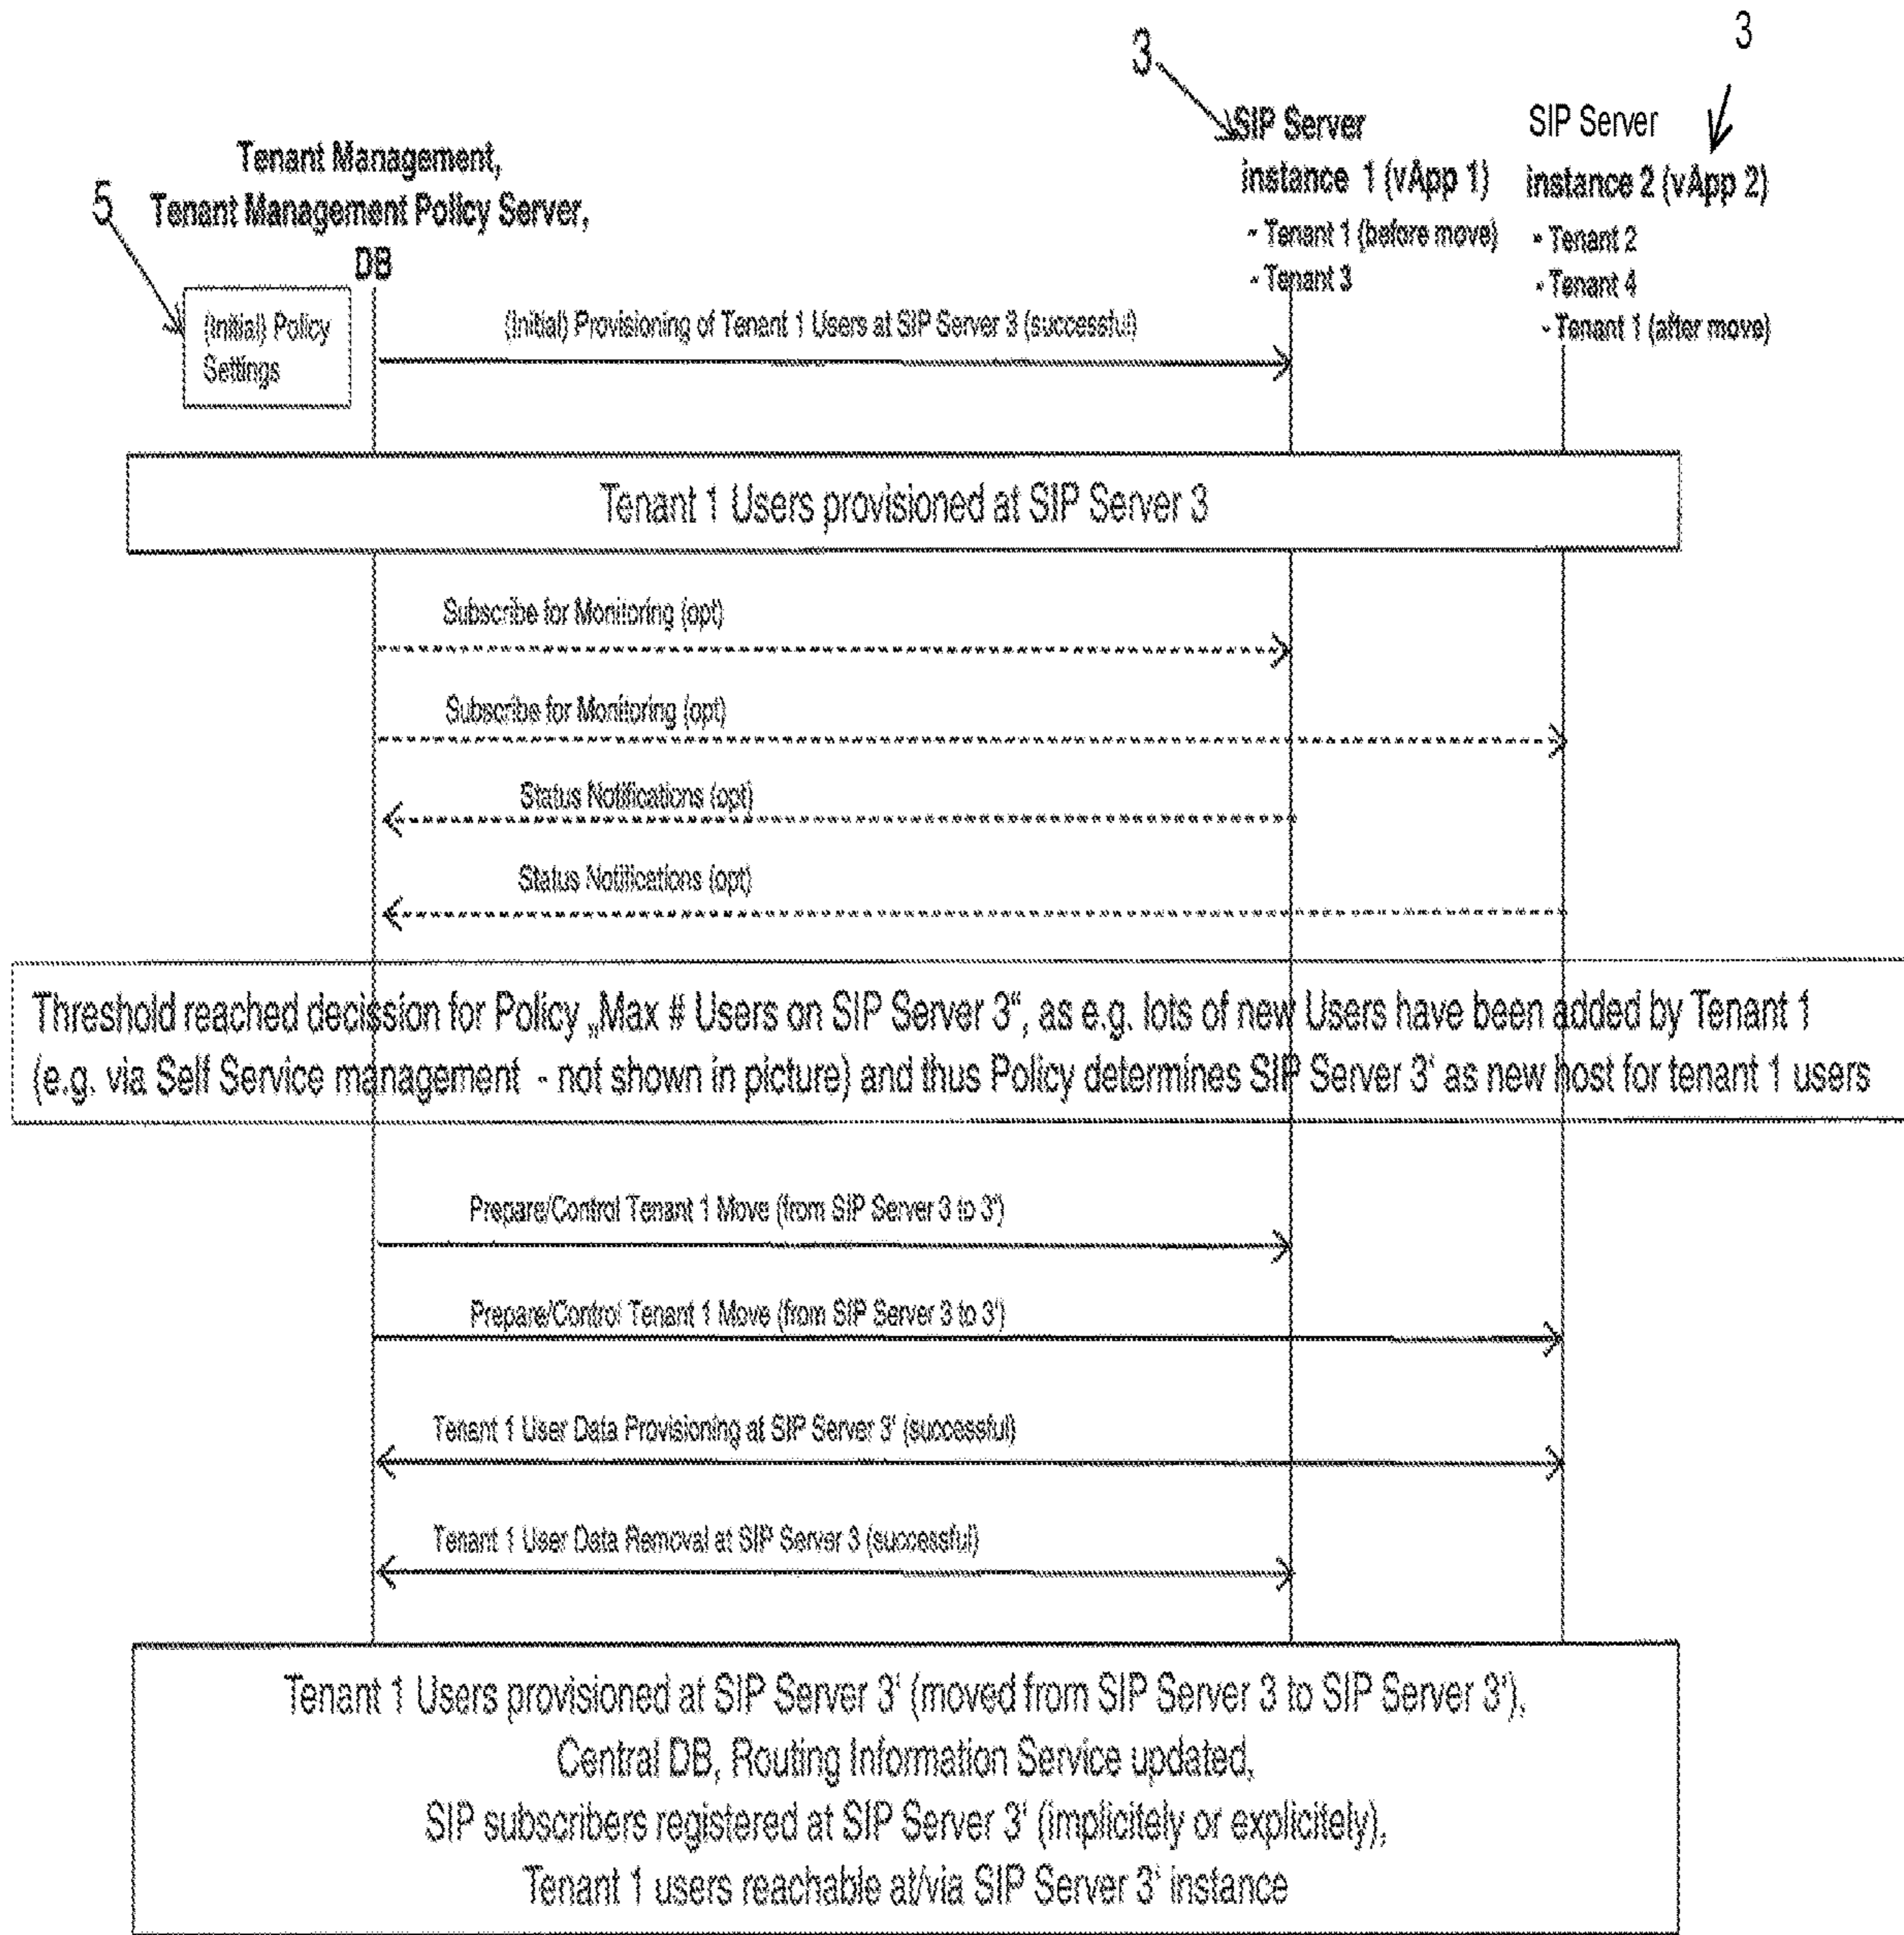 3
3
5
Tenant Management,
Tenant Management Policy Server,
DB
SIP Server
instance 1 (vApp 1)
- Tenant 1 (before move)
- Tenant 3
SIP Server
instance 2 (vApp 2)
- Tenant 2
- Tenant 4
- Tenant 1 (after move)
(Initial) Policy
Settings
(Initial) Provisioning of Tenant 1 Users at SIP Server 3 (successful)
Tenant 1 Users provisioned at SIP Server 3
Subscribe for Monitoring (opt)
Subscribe for Monitoring (opt)
Status Notifications (opt)
Status Notifications (opt)
Threshold reached decission for Policy „Max # Users on SIP Server 3“, as e.g. lots of new Users have been added by Tenant 1
(e.g. via Self Service management - not shown in picture) and thus Policy determines SIP Server 3‘ as new host for tenant 1 users
Prepare/Control Tenant 1 Move (from SIP Server 3 to 3‘)
Prepare/Control Tenant 1 Move (from SIP Server 3 to 3‘)
Tenant 1 User Data Provisioning at SIP Server 3‘ (successful)
Tenant 1 User Data Removal at SIP Server 3 (successful)
Tenant 1 Users provisioned at SIP Server 3‘ (moved from SIP Server 3 to SIP Server 3‘),
Central DB, Routing Information Service updated,
SIP subscribers registered at SIP Server 3‘ (implicitely or explicitely),
Tenant 1 users reachable at/via SIP Server 3‘ instance